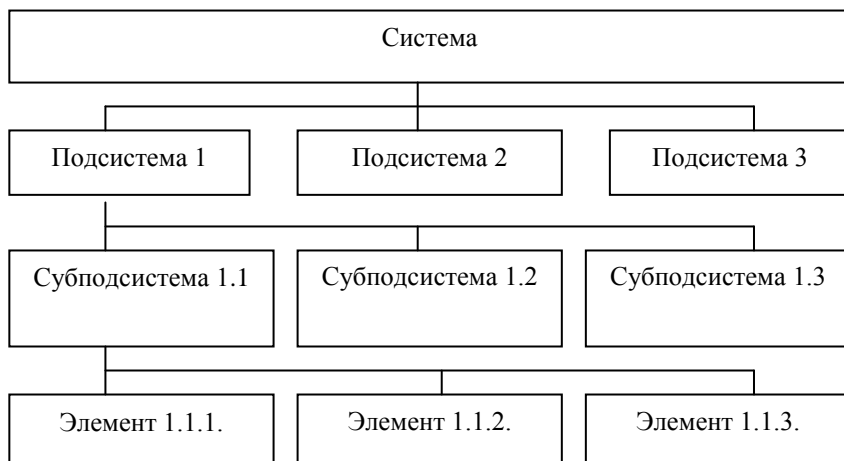 Система
Подсистема 1
Подсистема 2
Подсистема 3
Субподсистема 1.1
Субподсистема 1.2
Субподсистема 1.3
Элемент 1.1.1.
Элемент 1.1.2.
Элемент 1.1.3.